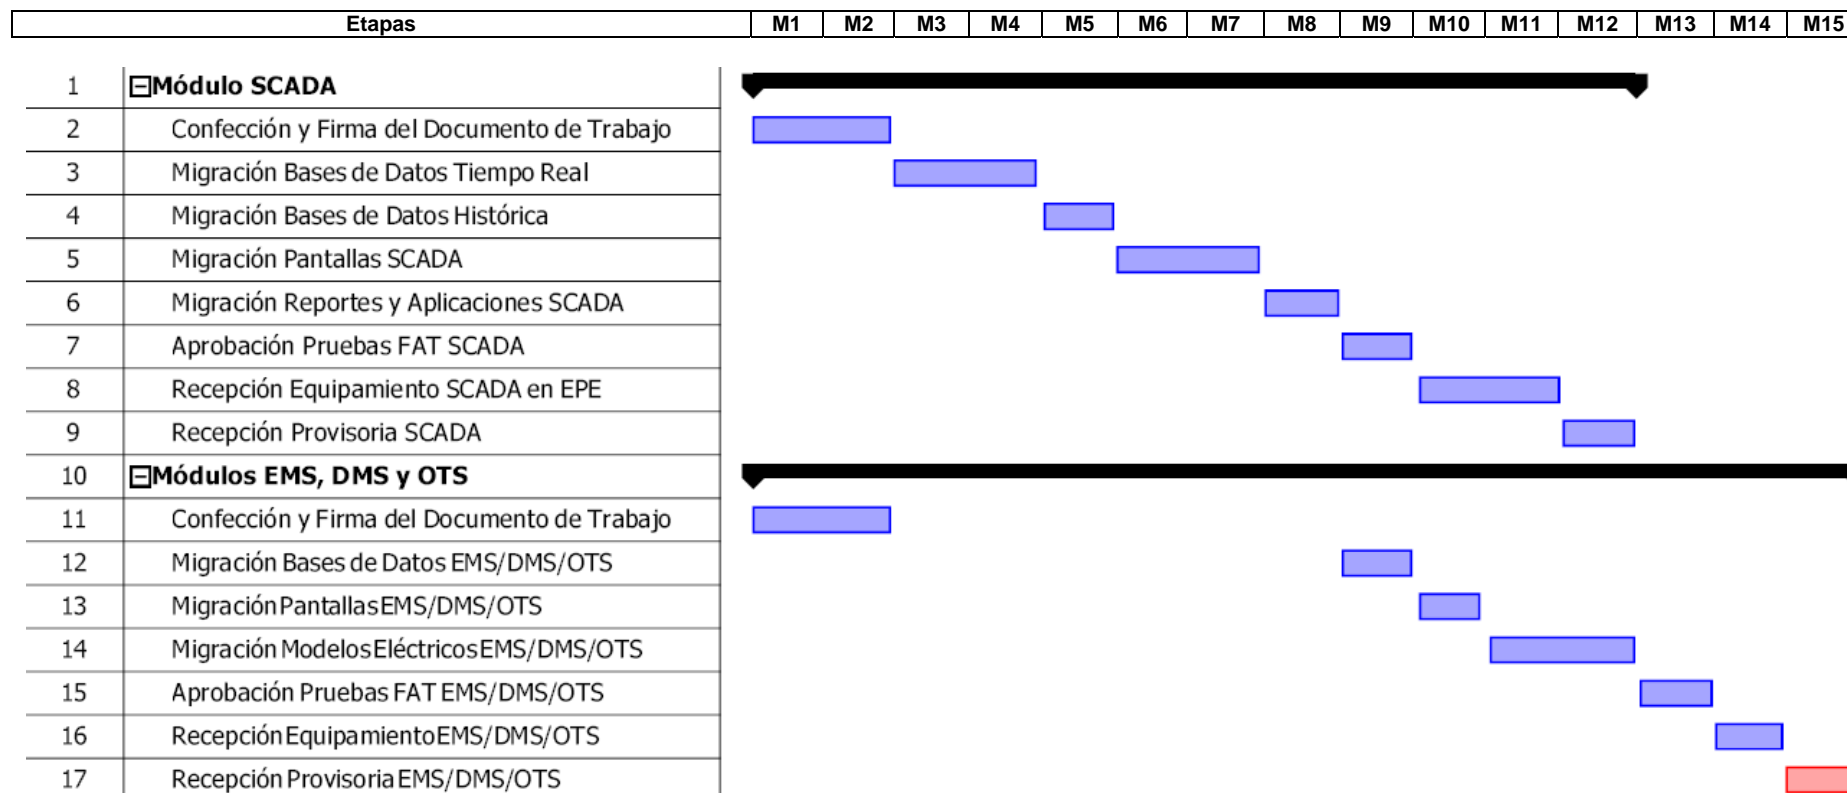 Etapas M1 M2 M3 M4 M5 M6 M7 M8 M9 M10 M11 M12 M13 M14 M15
1 Módulo SCADA
2 Confección y Firma del Documento de Trabajo
3 Migración Bases de Datos Tiempo Real
4 Migración Bases de Datos Histórica
5 Migración Pantallas SCADA
6 Migración Reportes y Aplicaciones SCADA
7 Aprobación Pruebas FAT SCADA
8 Recepción Equipamiento SCADA en EPE
9 Recepción Provisoria SCADA
10 Módulos EMS, DMS y OTS
11 Confección y Firma del Documento de Trabajo
12 Migración Bases de Datos EMS/DMS/OTS
13 Migración Pantallas EMS/DMS/OTS
14 Migración Modelos Eléctricos EMS/DMS/OTS
15 Aprobación Pruebas FAT EMS/DMS/OTS
16 Recepción Equipamiento EMS/DMS/OTS
17 Recepción Provisoria EMS/DMS/OTS